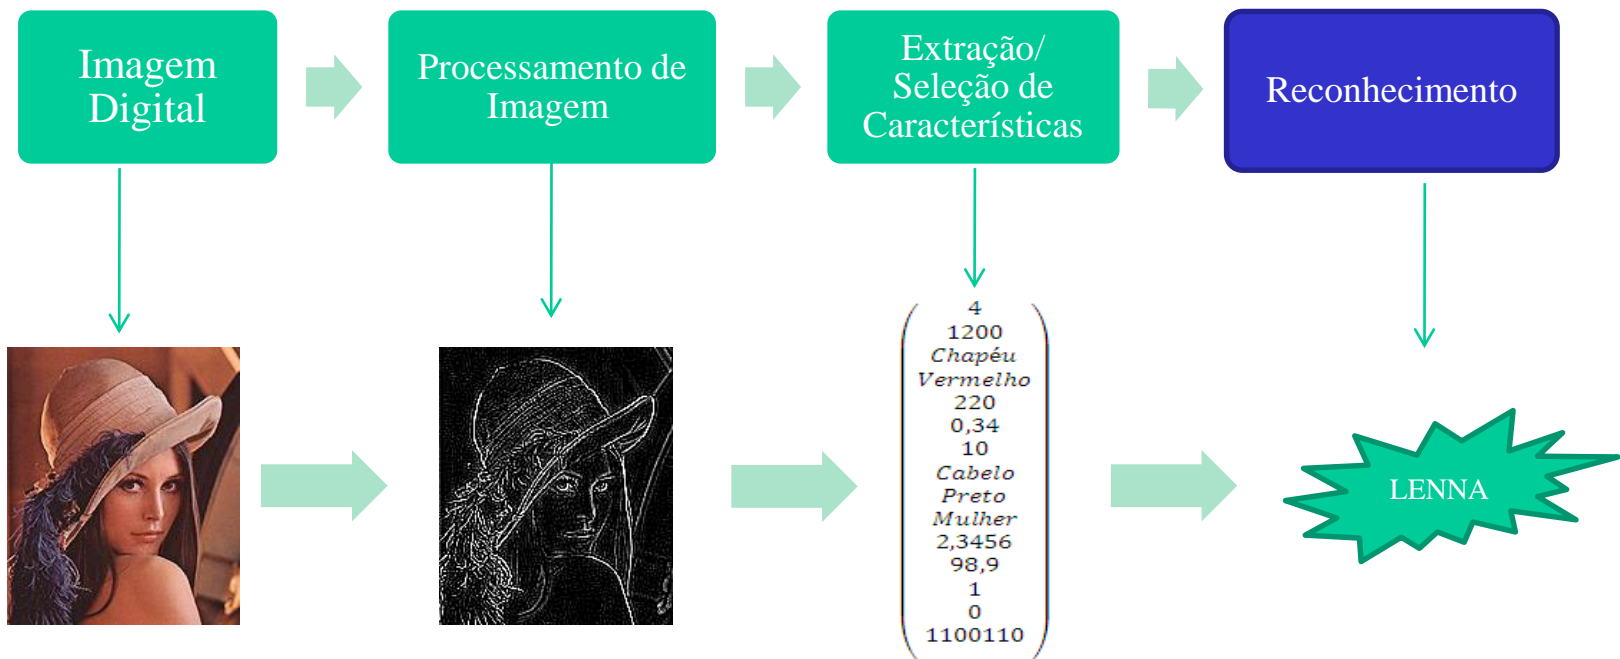 Imagem
Digital
Processamento de
Imagem
Extração/
Seleção de
Características
Reconhecimento
4
1200
Chapéu
Vermelho
220
0,34
10
Cabelo
Preto
Mulher
2,3456
98,9
1
0
1100110
LENNA